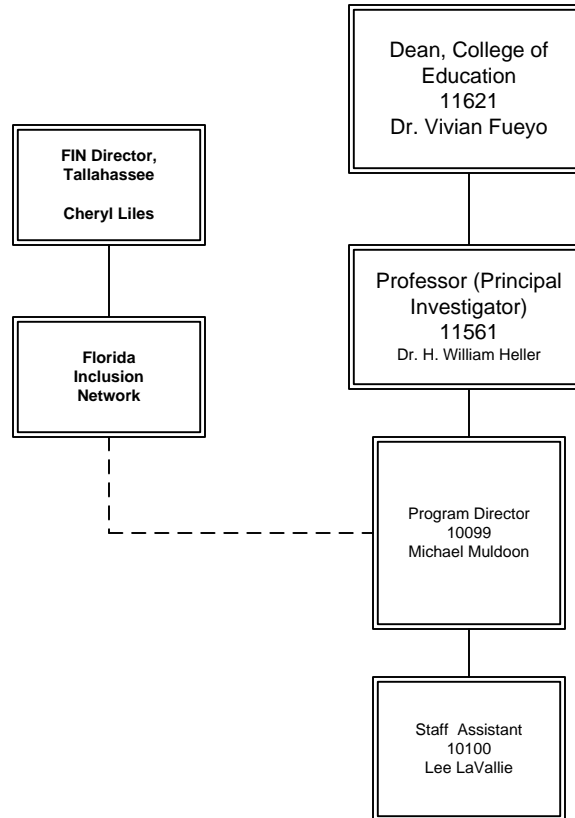 Dean, College of
Education
11621
Dr. Vivian Fueyo
FIN Director,
Tallahassee
Cheryl Liles
Professor (Principal
Investigator)
11561
Dr. H. William Heller
Florida
Inclusion
Network
Program Director
10099
Michael Muldoon
Staff Assistant
10100
Lee LaVallie